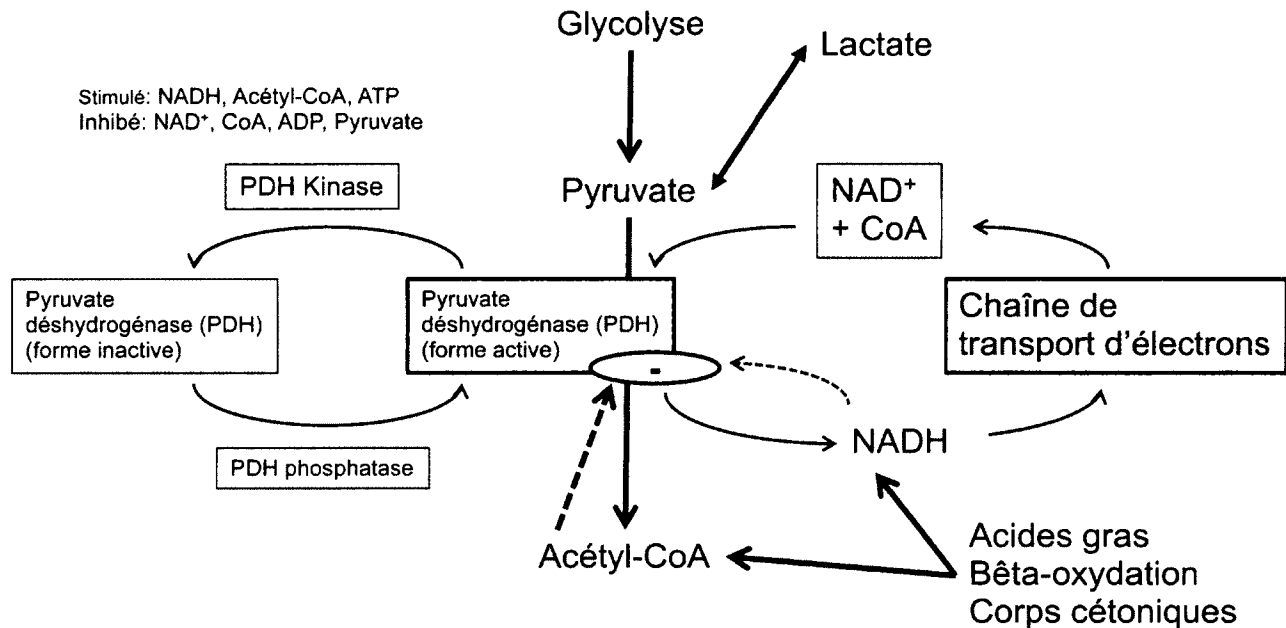 Glycolyse
Lactate
Stimulé: NADH, Acétyl-CoA, ATP
Inhibé: NAD⁺, CoA, ADP, Pyruvate
PDH Kinase
Pyruvate
NAD⁺
+ CoA
Pyruvate
déshydrogénase (PDH)
(forme inactive)
Pyruvate
déshydrogénase (PDH)
(forme active)
Chaîne de
transport d'électrons
-
NADH
PDH phosphatase
Acétyl-CoA
Acides gras
Bêta-oxydation
Corps cétoniques